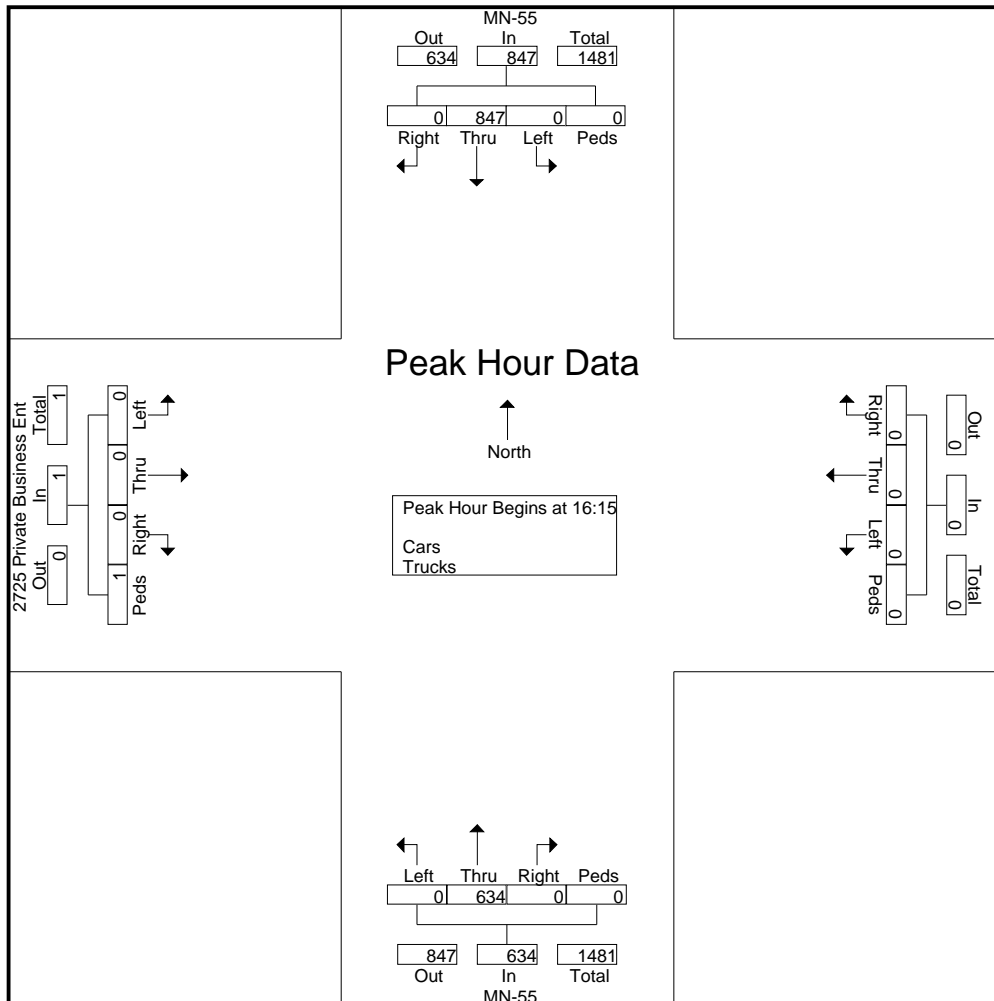 MN-55
Out In Total
634 847 1481
0 847 0 0
Right Thru Left Peds
Peak Hour Data
North
Peak Hour Begins at 16:15
Cars
Trucks
2725 Private Business Ent
Out In Total
0 1 1
1 0 0 0
Peds Right Thru Left
Out In Total
0 0 0
Right Thru Left Peds
0 0 0 0
Left Thru Right Peds
0 634 0 0
847 634 1481
Out In Total
MN-55